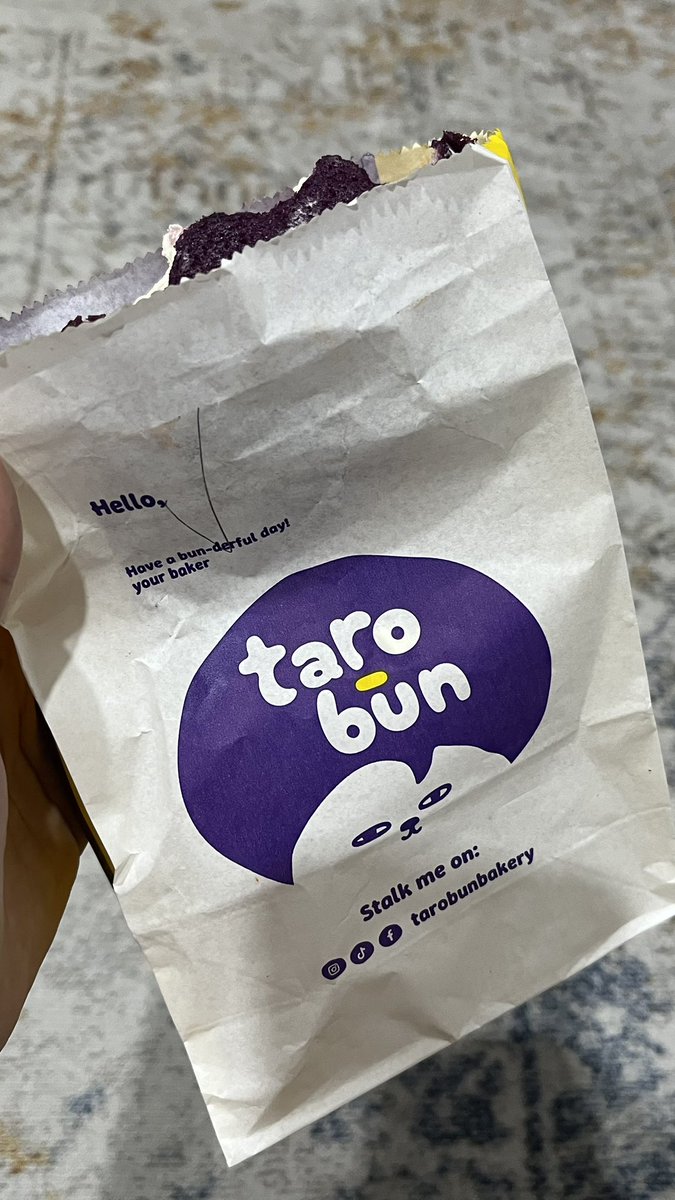 Hello,
Have a bun-derful day!
your baker
taro
bun
Stalk me on:
tarobunbakery